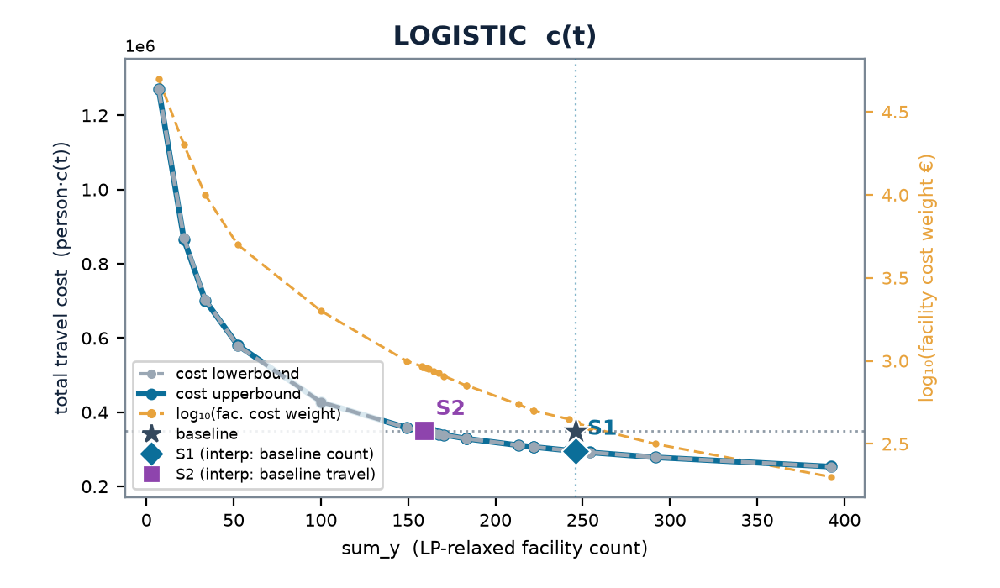 LOGISTIC  c(t)
1e6
1.2
1.0
0.8
0.6
0.4
0.2
total travel cost  (person·c(t))
4.5
4.0
3.5
3.0
2.5
log₁₀(facility cost weight €)
S2
S1
cost lowerbound
cost upperbound
log₁₀(fac. cost weight)
baseline
S1 (interp: baseline count)
S2 (interp: baseline travel)
0 50 100 150 200 250 300 350 400
sum_y  (LP-relaxed facility count)